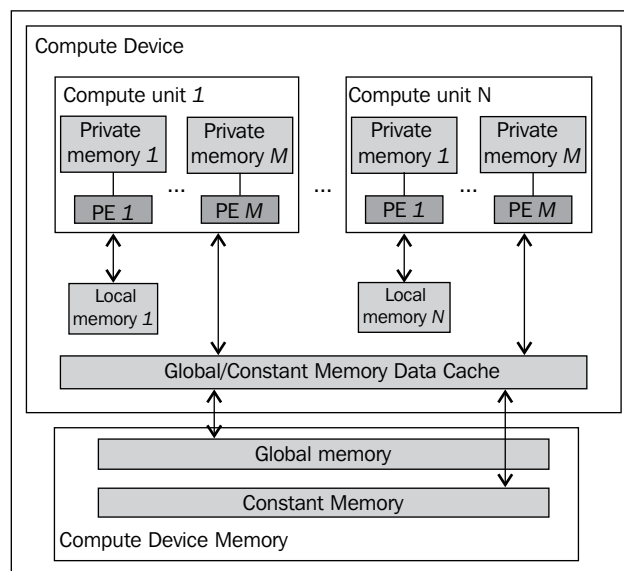 Compute Device
Compute unit 1
Compute unit N
Private memory 1
Private memory M
Private memory 1
Private memory M
...
...
...
PE 1
PE M
PE 1
PE M
Local memory 1
Local memory N
Global/Constant Memory Data Cache
Global memory
Constant Memory
Compute Device Memory